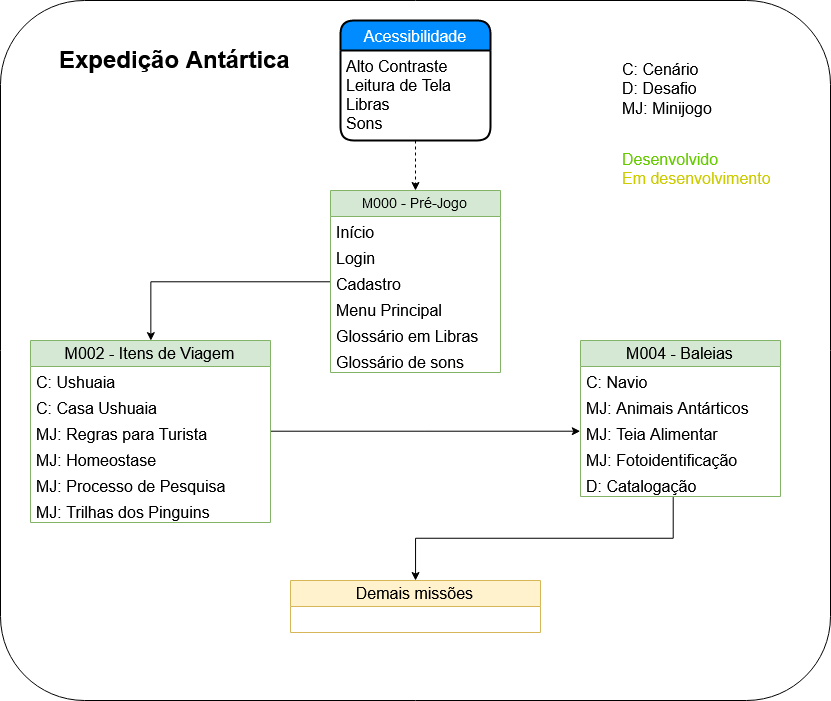 Expedição Antártica
Acessibilidade
Alto Contraste
Leitura de Tela
Libras
Sons
C: Cenário
D: Desafio
MJ: Minijogo
Desenvolvido
Em desenvolvimento
M000 - Pré-Jogo
Início
Login
Cadastro
Menu Principal
Glossário em Libras
Glossário de sons
M002 - Itens de Viagem
C: Ushuaia
C: Casa Ushuaia
MJ: Regras para Turista
MJ: Homeostase
MJ: Processo de Pesquisa
MJ: Trilhas dos Pinguins
M004 - Baleias
C: Navio
MJ: Animais Antárticos
MJ: Teia Alimentar
MJ: Fotoidentificação
D: Catalogação
Demais missões